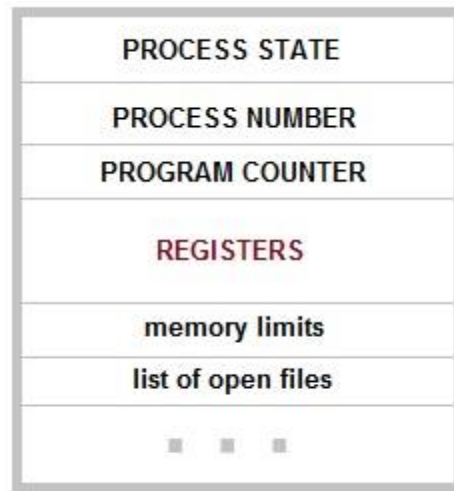 PROCESS STATE
PROCESS NUMBER
PROGRAM COUNTER
REGISTERS
memory limits
list of open files